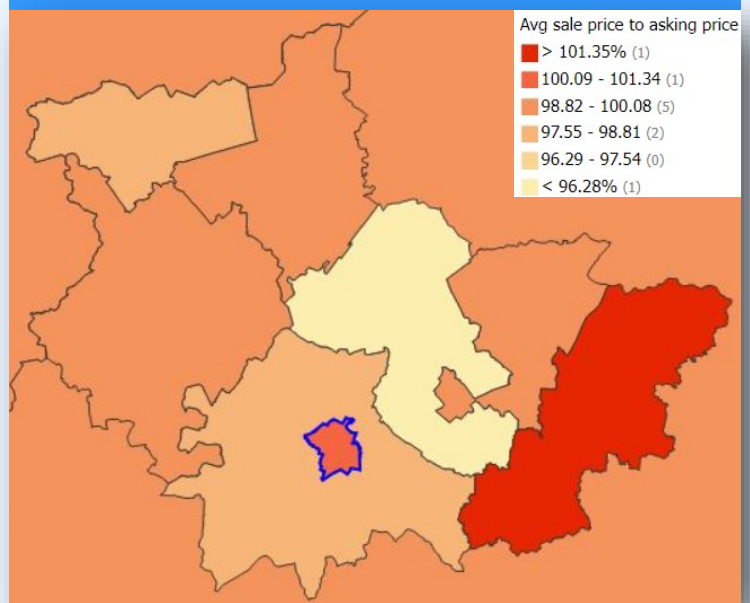 Avg sale price to asking price
> 101.35% (1)
100.09 - 101.34 (1)
98.82 - 100.08 (5)
97.55 - 98.81 (2)
96.29 - 97.54 (0)
< 96.28% (1)